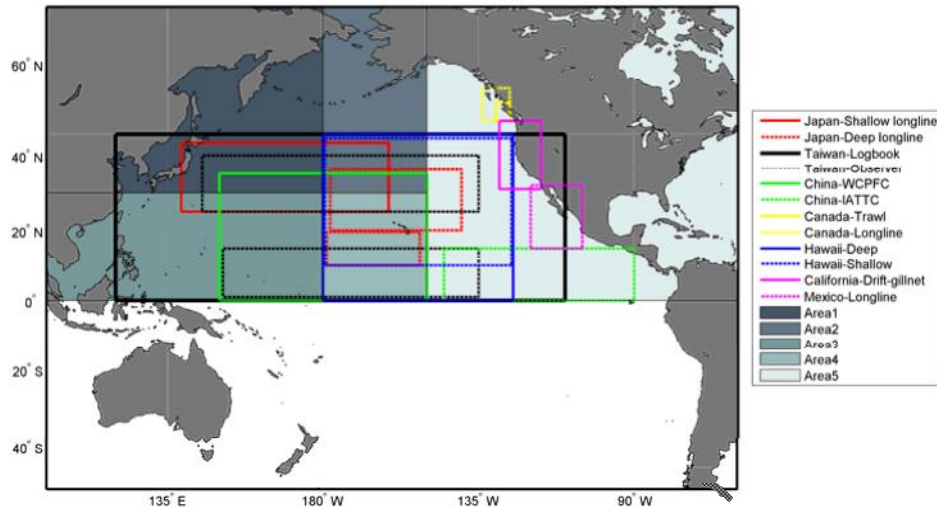 60° N
40° N
20° N
0°
20° S
40° S
135° E
180° W
135° W
90° W
Japan-Shallow longline
Japan-Deep longline
Taiwan-Logbook
Taiwan-Observer
China-WCPFC
China-IATTC
Canada-Trawl
Canada-Longline
Hawaii-Deep
Hawaii-Shallow
California-Drift-gillnet
Mexico-Longline
Area1
Area2
Area3
Area4
Area5